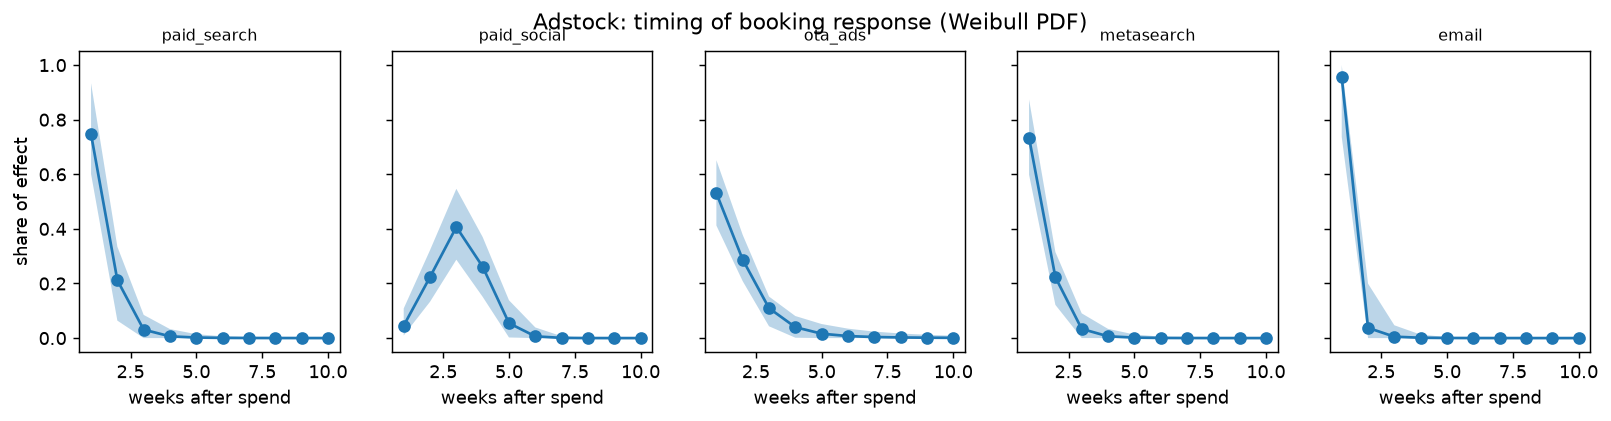 Adstock: timing of booking response (Weibull PDF)
paid_search
paid_social
ota_ads
metasearch
email
share of effect
1.0
0.8
0.6
0.4
0.2
0.0
2.5 5.0 7.5 10.0
2.5 5.0 7.5 10.0
2.5 5.0 7.5 10.0
2.5 5.0 7.5 10.0
2.5 5.0 7.5 10.0
weeks after spend
weeks after spend
weeks after spend
weeks after spend
weeks after spend